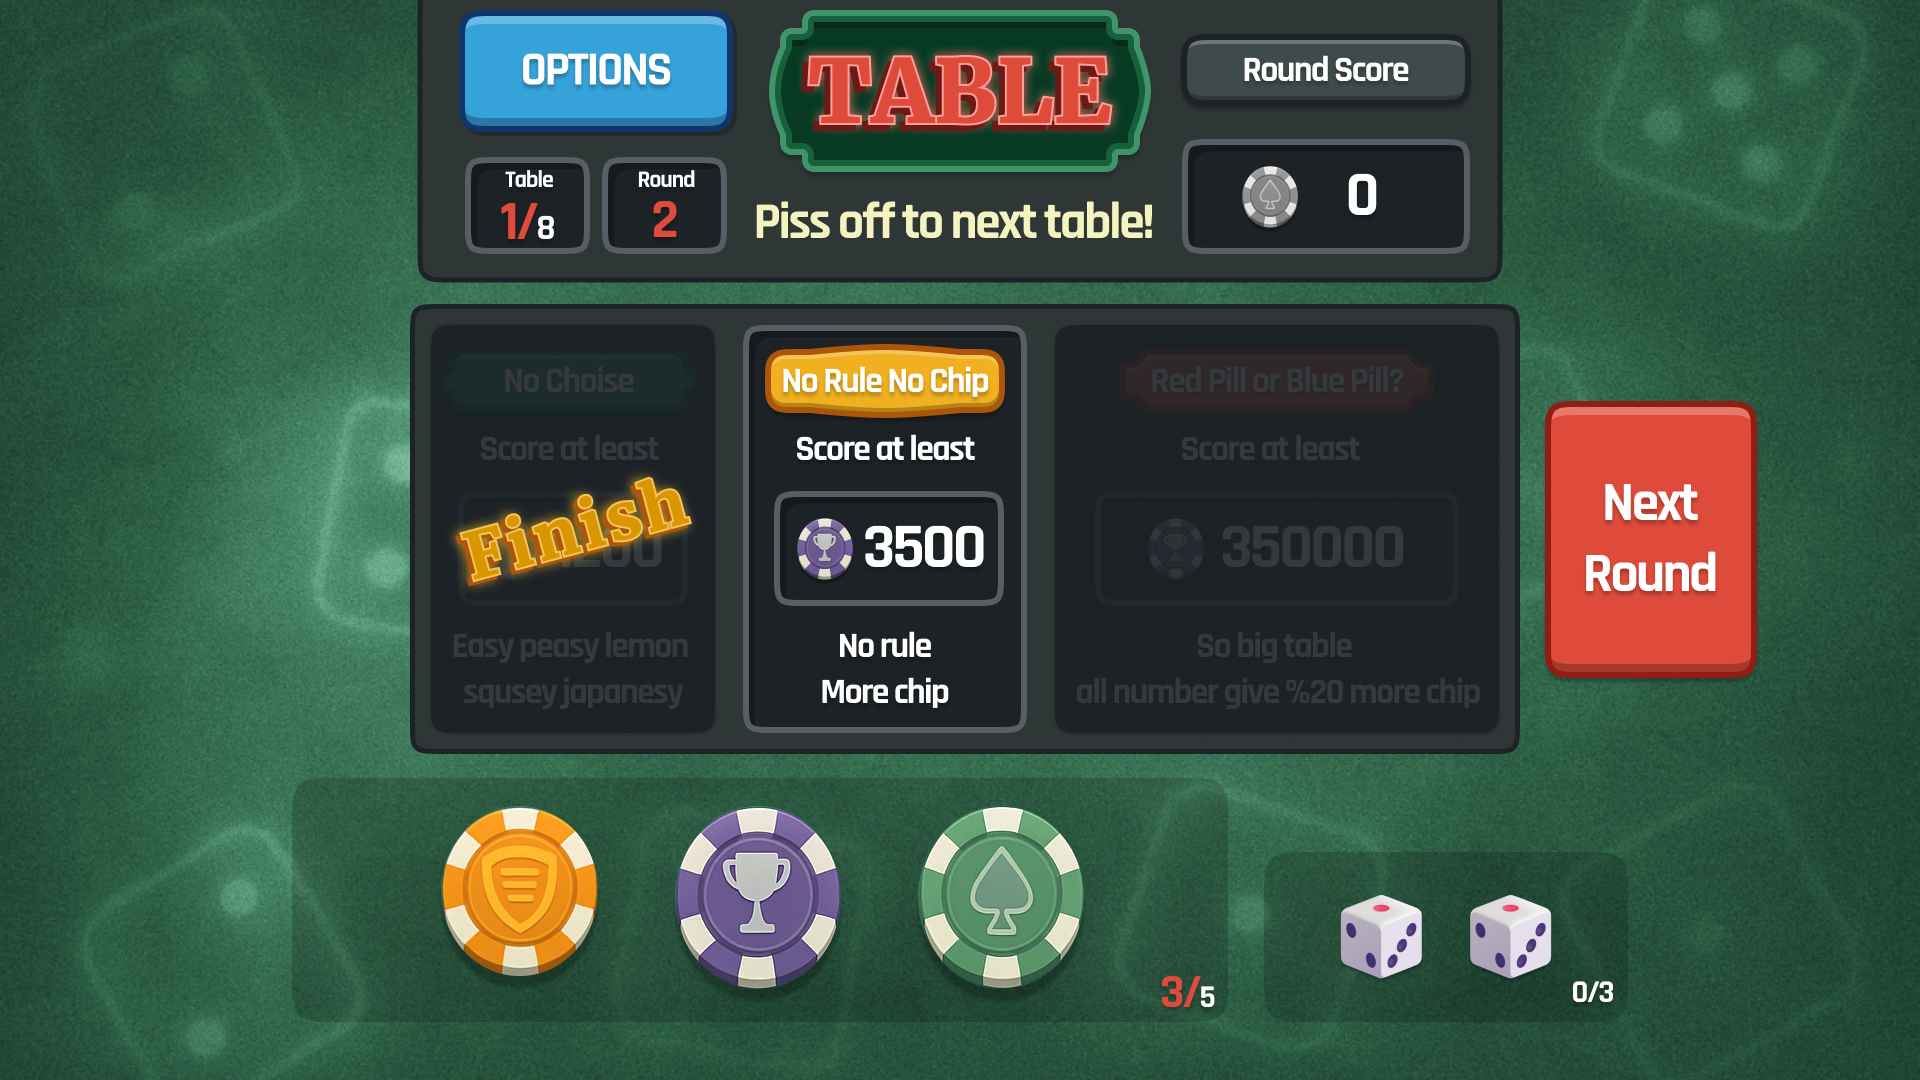 OPTIONS
TABLE
Round Score
Table
1/8
Round
2
Piss off to next table!
0
No Choise
Score at least
Finish
Easy peasy lemon
squsey japanesy
No Rule No Chip
Score at least
3500
No rule
More chip
Red Pill or Blue Pill?
Score at least
350000
So big table
all number give %20 more chip
Next
Round
3/5
0/3